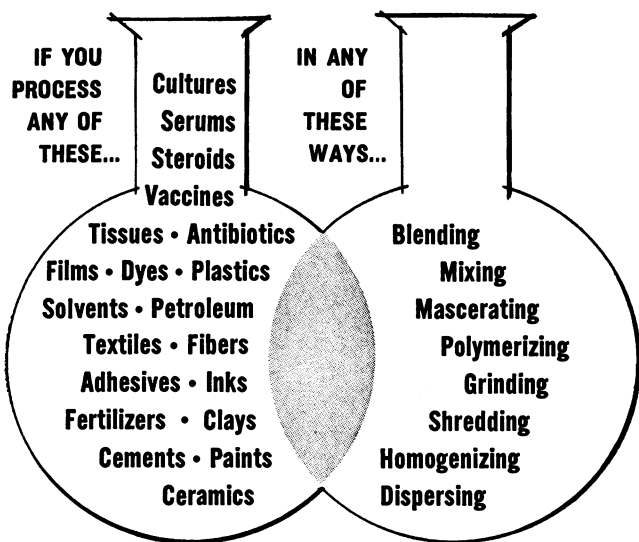 IF YOU
PROCESS
ANY OF
THESE...
Cultures
Serums
Steroids
Vaccines
Tissues • Antibiotics
Films • Dyes • Plastics
Solvents • Petroleum
Textiles • Fibers
Adhesives • Inks
Fertilizers • Clays
Cements • Paints
Ceramics
IN ANY
OF
THESE
WAYS...
Blending
Mixing
Mascerating
Polymerizing
Grinding
Shredding
Homogenizing
Dispersing